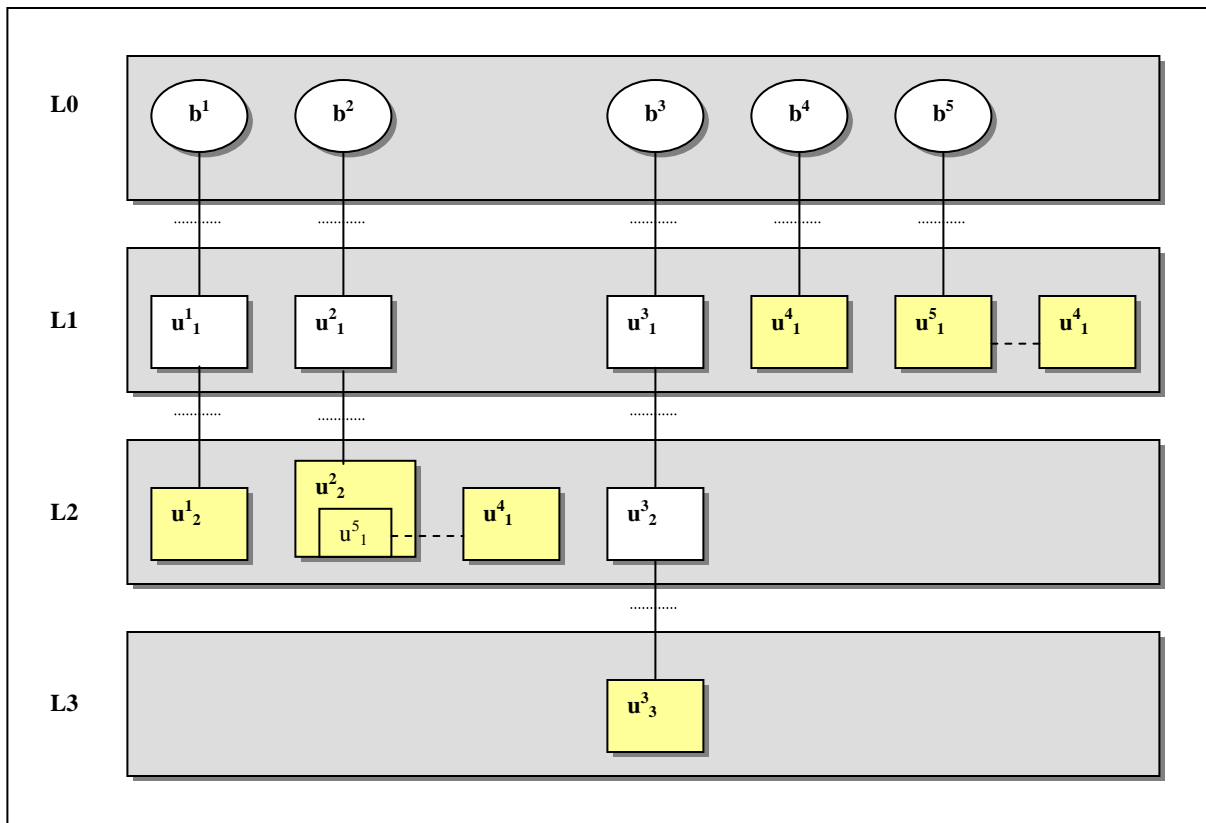 L0 b¹ b² b³ b⁴ b⁵
L1 u¹₁ u²₁ u³₁ u⁴₁ u⁵₁ u⁴₁
L2 u¹₂ u²₂ u⁵₁ u⁴₁ u³₂
L3 u³₃